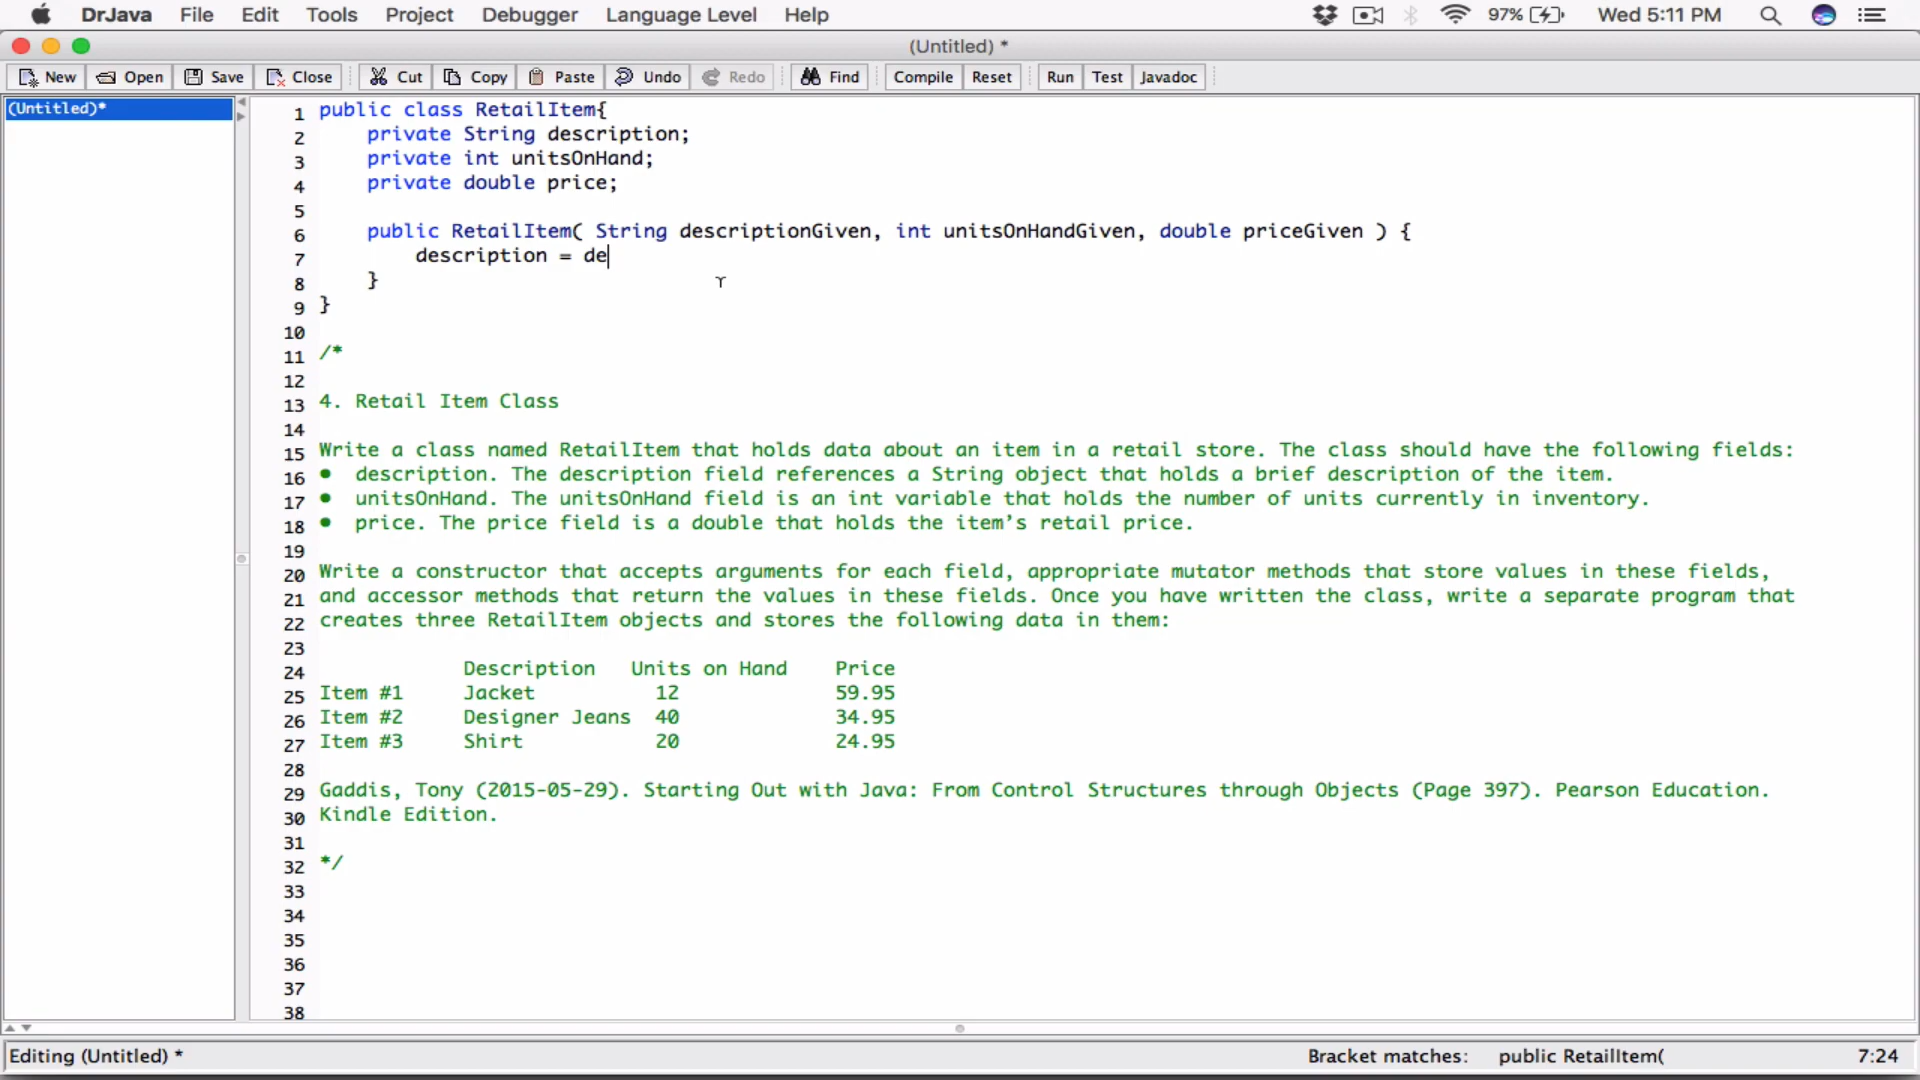 DrJava File Edit Tools Project Debugger Language Level Help 97% Wed 5:11 PM
(Untitled) *
New Open Save Close Cut Copy Paste Undo Redo Find Compile Reset Run Test Javadoc
(Untitled)*
1 public class RetailItem{
2 private String description;
3 private int unitsOnHand;
4 private double price;
5
6 public RetailItem( String descriptionGiven, int unitsOnHandGiven, double priceGiven ) {
7 description = de
8 }
9 }
10
11 /*
12
13 4. Retail Item Class
14
15 Write a class named RetailItem that holds data about an item in a retail store. The class should have the following fields:
16 • description. The description field references a String object that holds a brief description of the item.
17 • unitsOnHand. The unitsOnHand field is an int variable that holds the number of units currently in inventory.
18 • price. The price field is a double that holds the item’s retail price.
19
20 Write a constructor that accepts arguments for each field, appropriate mutator methods that store values in these fields,
21 and accessor methods that return the values in these fields. Once you have written the class, write a separate program that
22 creates three RetailItem objects and stores the following data in them:
23
24 Description Units on Hand Price
25 Item #1 Jacket 12 59.95
26 Item #2 Designer Jeans 40 34.95
27 Item #3 Shirt 20 24.95
28
29 Gaddis, Tony (2015-05-29). Starting Out with Java: From Control Structures through Objects (Page 397). Pearson Education.
30 Kindle Edition.
31
32 */
33
34
35
36
37
38
Editing (Untitled) * Bracket matches: public RetailItem( 7:24